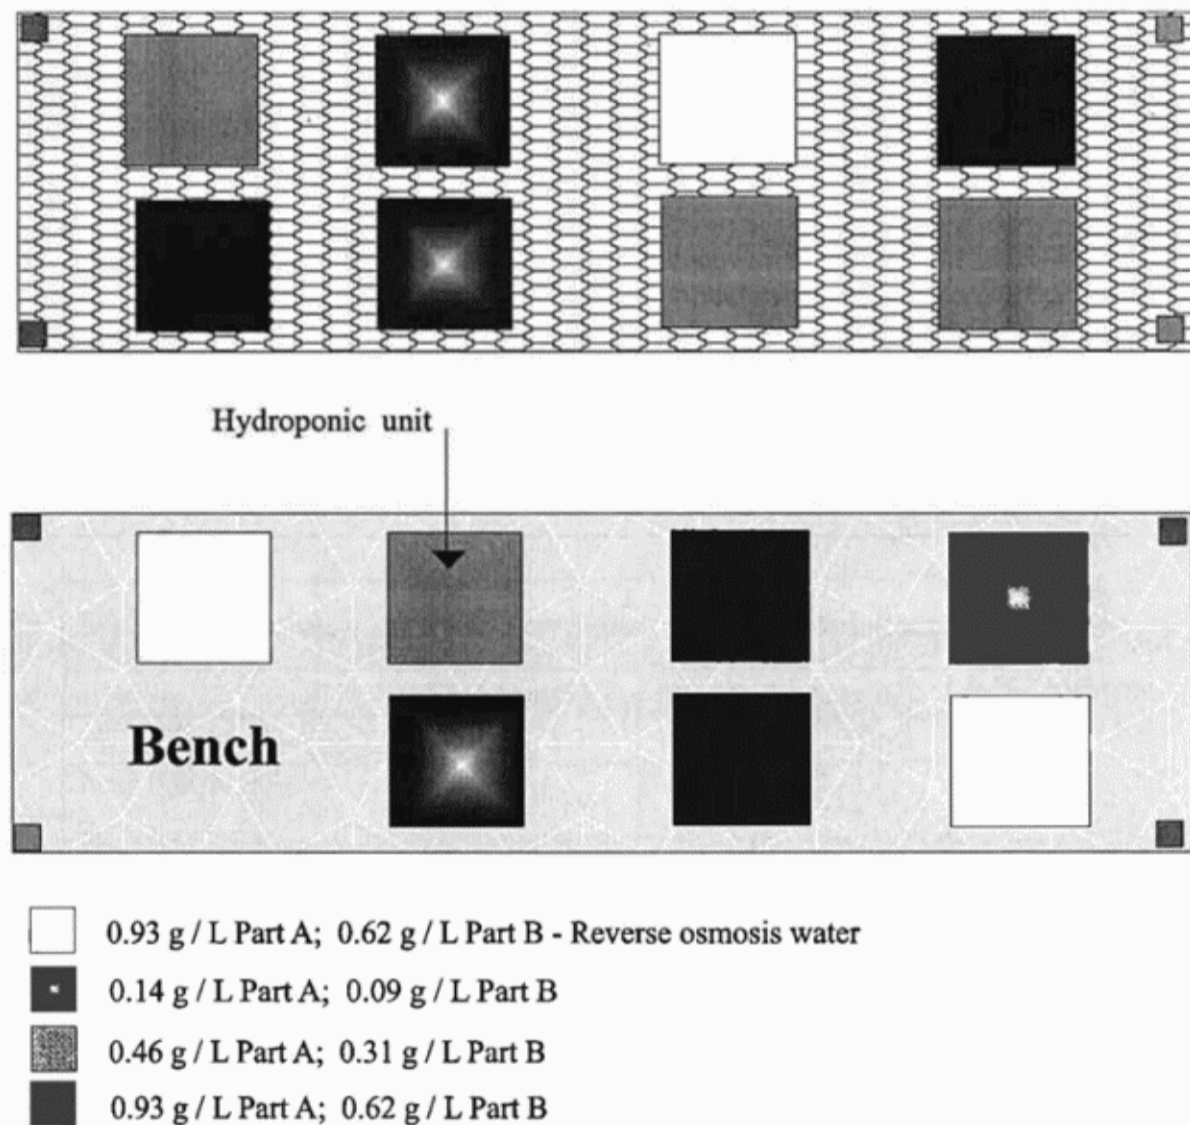 Hydroponic unit
Bench
0.93 g / L Part A; 0.62 g / L Part B - Reverse osmosis water
0.14 g / L Part A; 0.09 g / L Part B
0.46 g / L Part A; 0.31 g / L Part B
0.93 g / L Part A; 0.62 g / L Part B